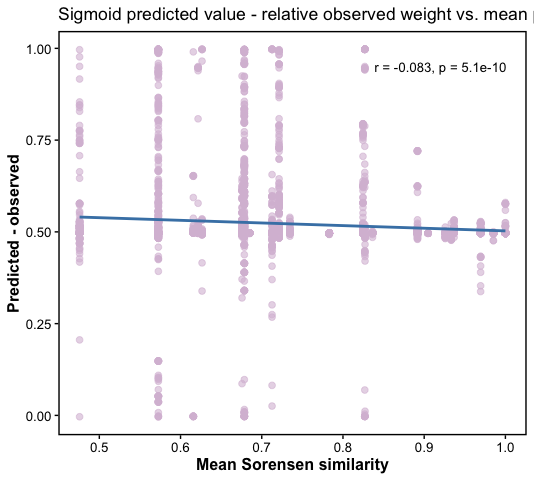 Sigmoid predicted value - relative observed weight vs. mean
r = -0.083, p = 5.1e-10
1.00
0.75
0.50
0.25
0.00
Predicted - observed
0.5 0.6 0.7 0.8 0.9 1.0
Mean Sorensen similarity